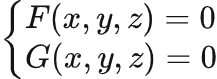 F(x, y, z) = 0
G(x, y, z) = 0